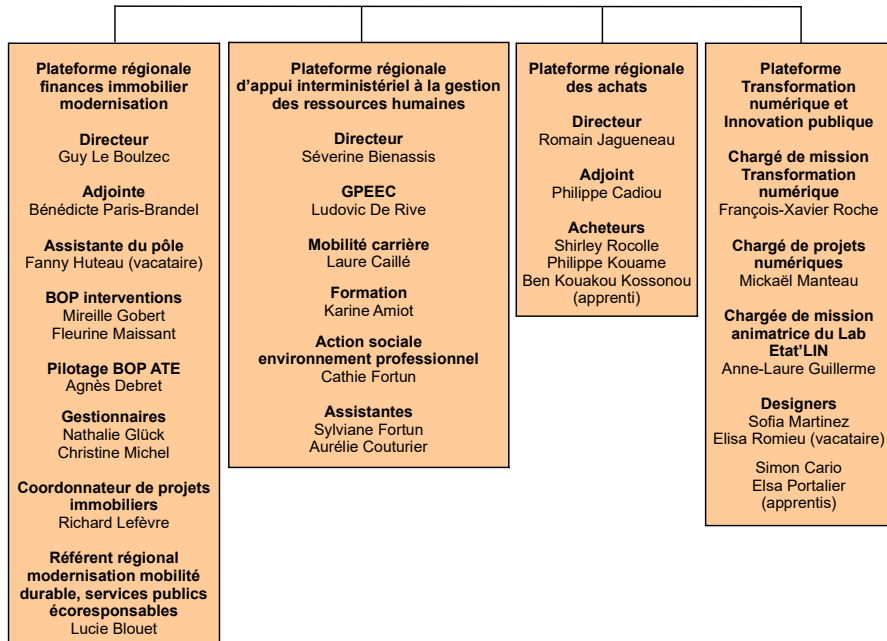 Plateforme régionale
finances immobilier
modernisation
Directeur
Guy Le Boulzec
Adjointe
Bénédicte Paris-Brandel
Assistante du pôle
Fanny Huteau (vacataire)
BOP interventions
Mireille Gobert
Fleurine Maissant
Pilotage BOP ATE
Agnès Debret
Gestionnaires
Nathalie Glück
Christine Michel
Coordonnateur de projets
immobiliers
Richard Lefèvre
Référent régional
modernisation mobilité
durable, services publics
écoresponsables
Lucie Blouet
Plateforme régionale
d'appui interministériel à la gestion
des ressources humaines
Directeur
Séverine Bienassis
GPEEC
Ludovic De Rive
Mobilité carrière
Laure Caillé
Formation
Karine Amiot
Action sociale
environnement professionnel
Cathie Fortun
Assistantes
Sylviane Fortun
Aurélie Couturier
Plateforme régionale
des achats
Directeur
Romain Jagueneau
Adjoint
Philippe Cadiou
Acheteurs
Shirley Rocolle
Philippe Kouame
Ben Kouakou Kossonou
(apprenti)
Plateforme
Transformation
numérique et
Innovation publique
Chargé de mission
Transformation
numérique
François-Xavier Roche
Chargé de projets
numériques
Mickaël Manteau
Chargée de mission
animatrice du Lab
Etat'LIN
Anne-Laure Guillerme
Designers
Sofia Martinez
Elisa Romieu (vacataire)
Simon Cario
Elsa Portalier
(apprentis)